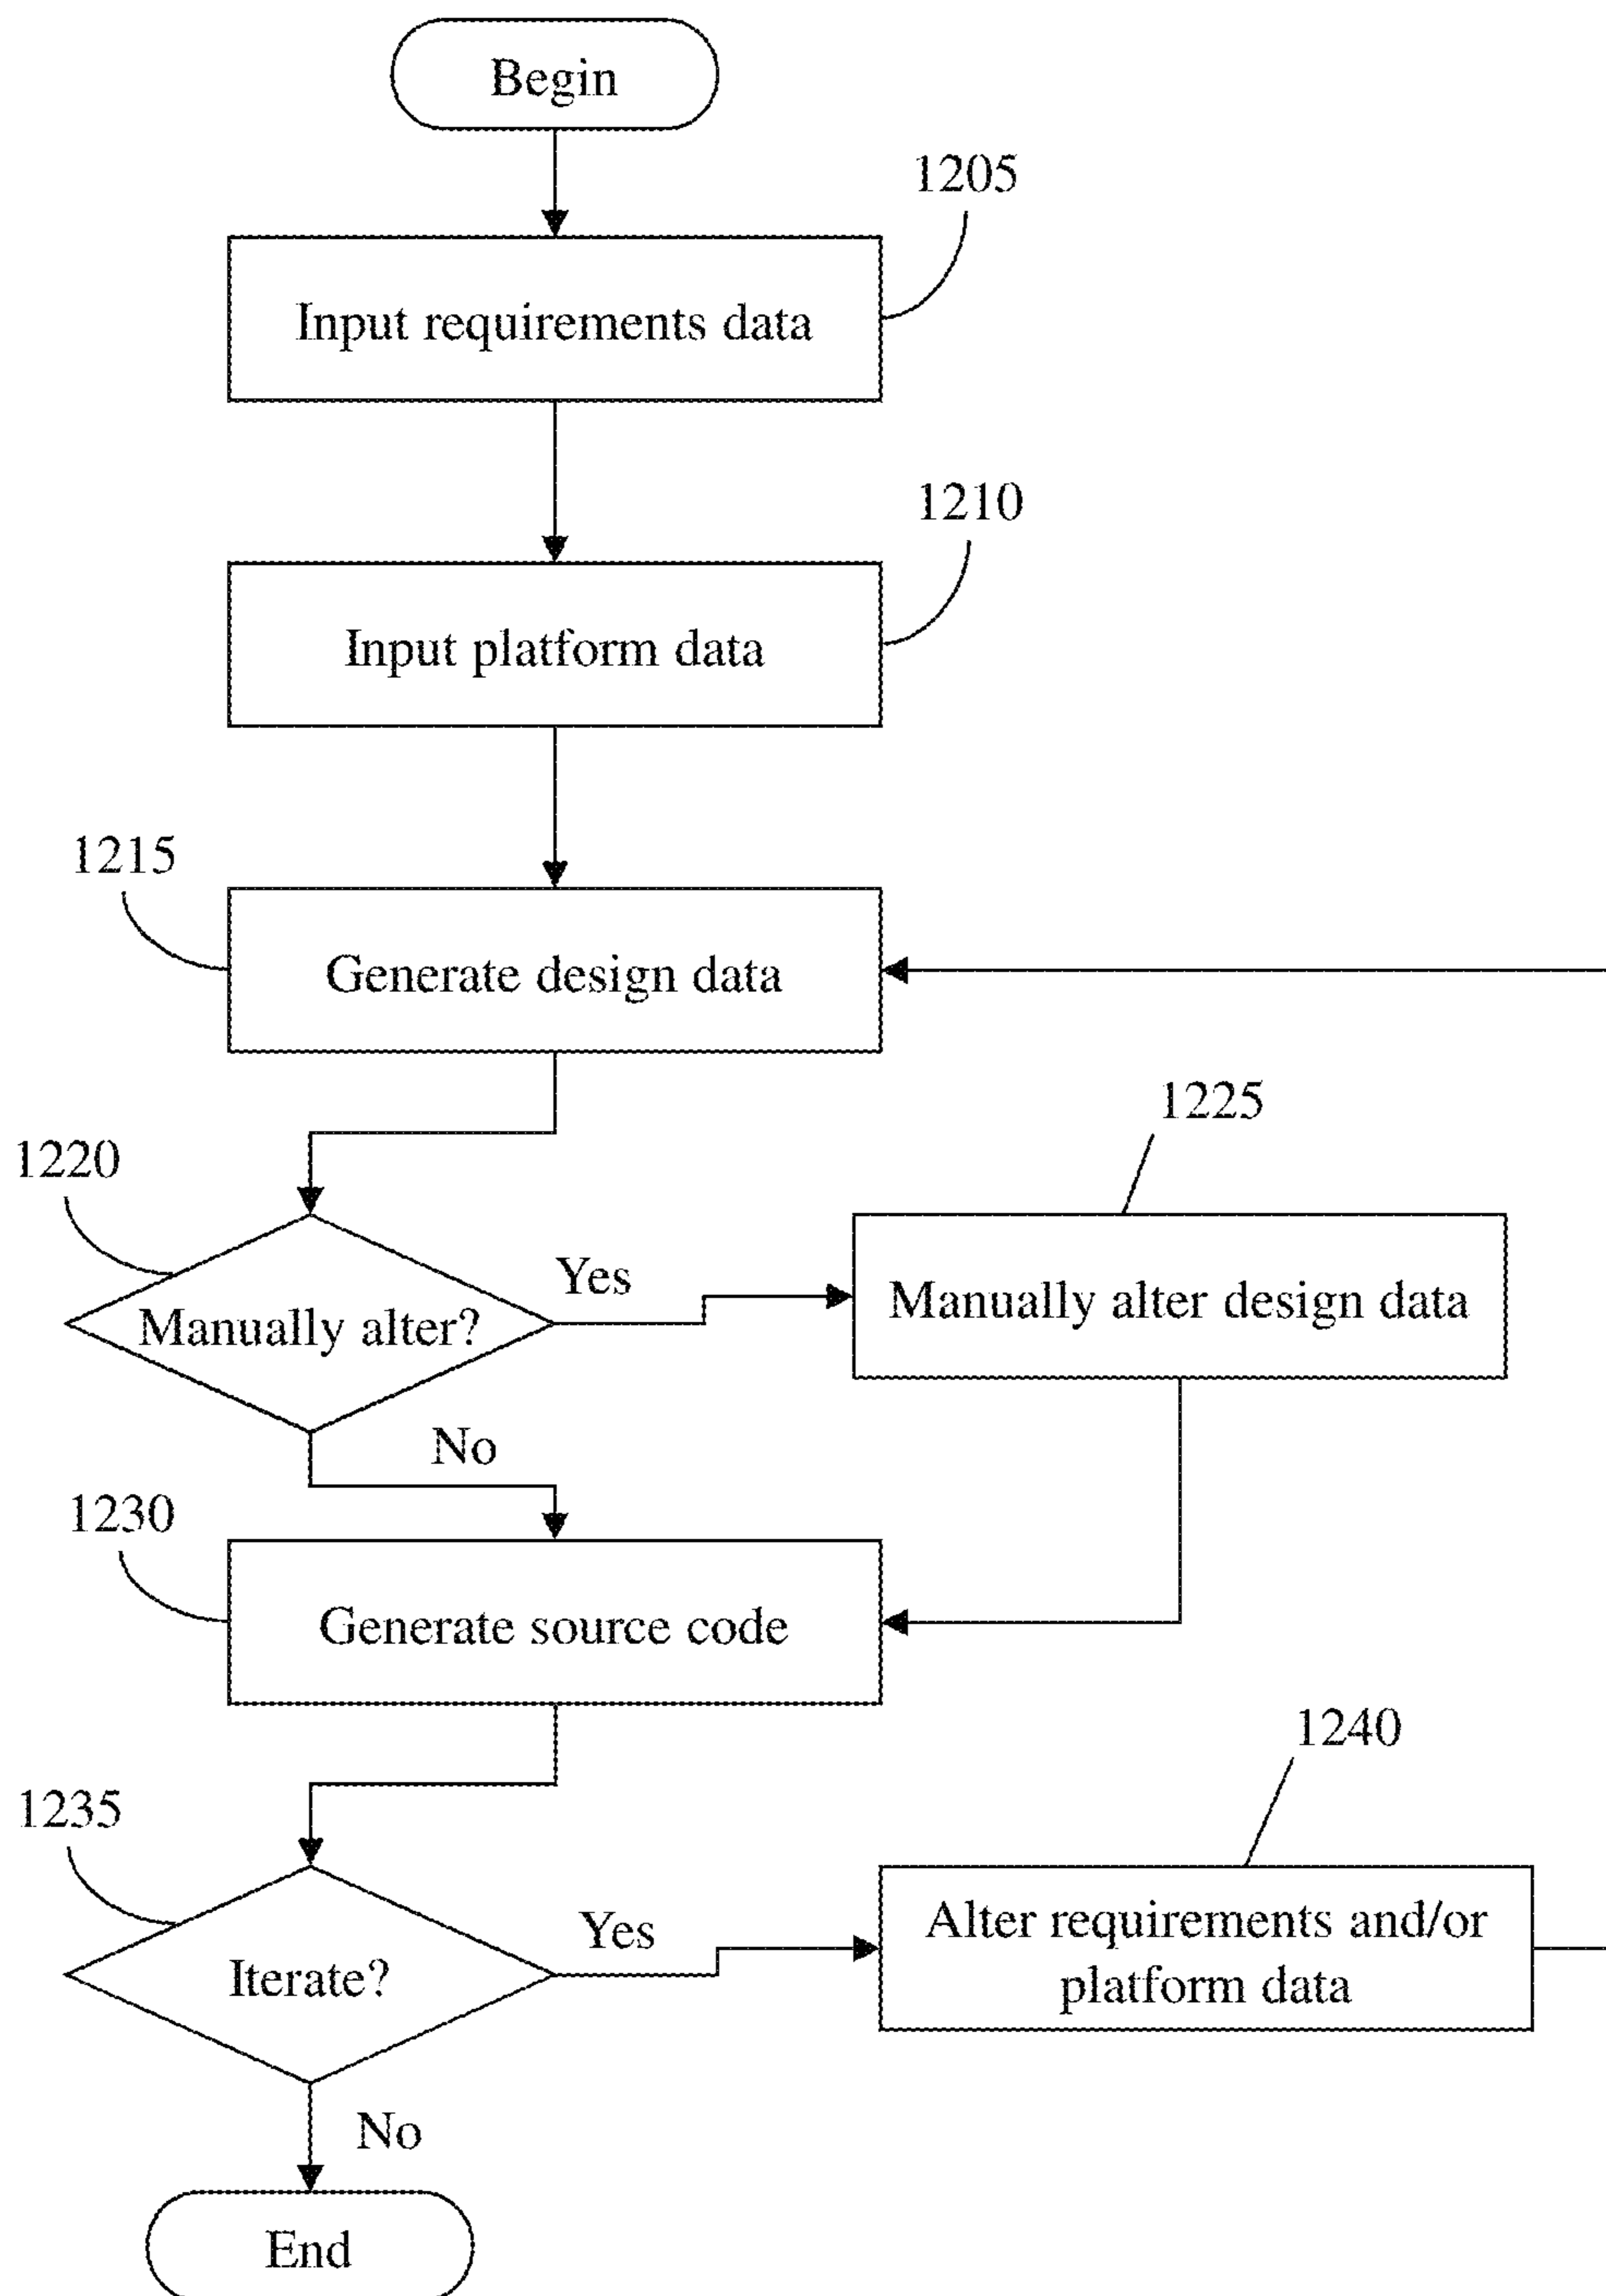 Begin
1205
Input requirements data
1210
Input platform data
1215
Generate design data
1225
1220
Yes
Manually alter?
Manually alter design data
No
1230
Generate source code
1240
1235
Yes
Alter requirements and/or
platform data
Iterate?
No
End